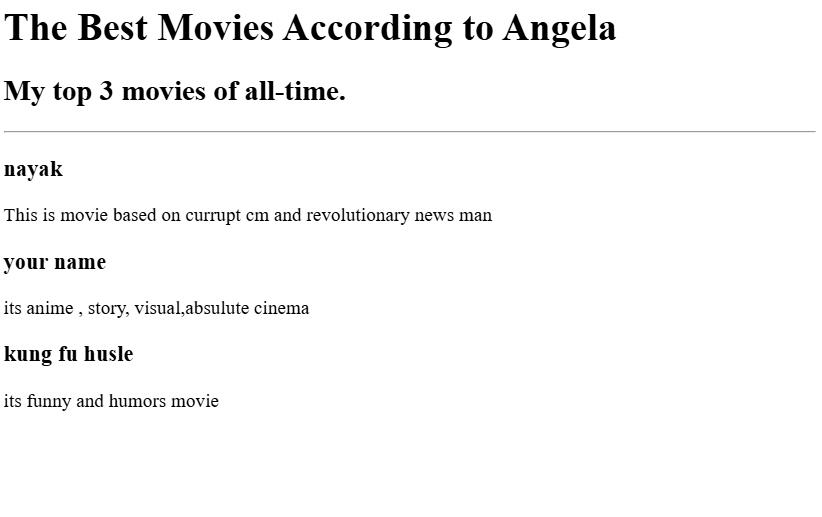 The Best Movies According to Angela
My top 3 movies of all-time.
nayak
This is movie based on currupt cm and revolutionary news man
your name
its anime , story, visual,absulute cinema
kung fu husle
its funny and humors movie